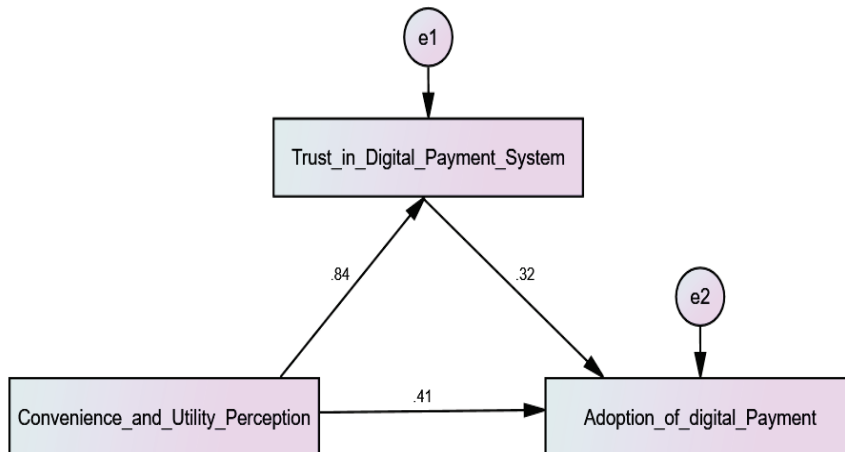 e1
Trust_in_Digital_Payment_System
.84
.32
e2
Convenience_and_Utility_Perception
.41
Adoption_of_digital_Payment